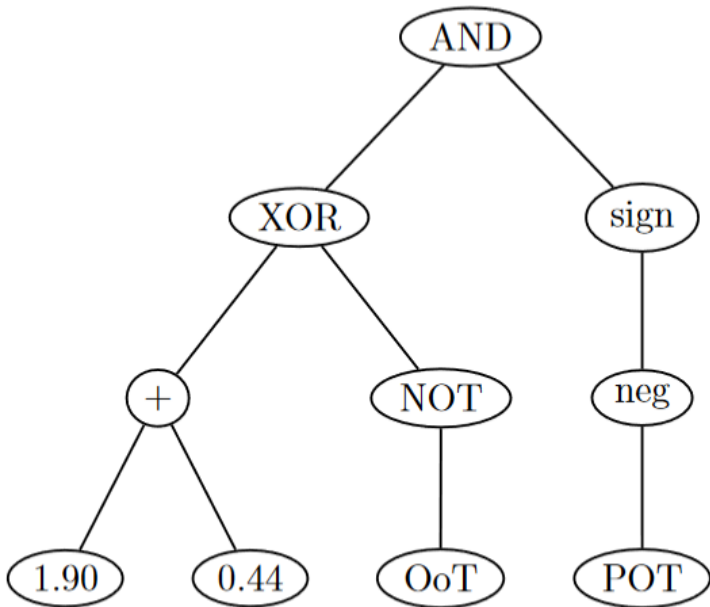 AND
XOR
sign
+
NOT
neg
1.90
0.44
OoT
POT